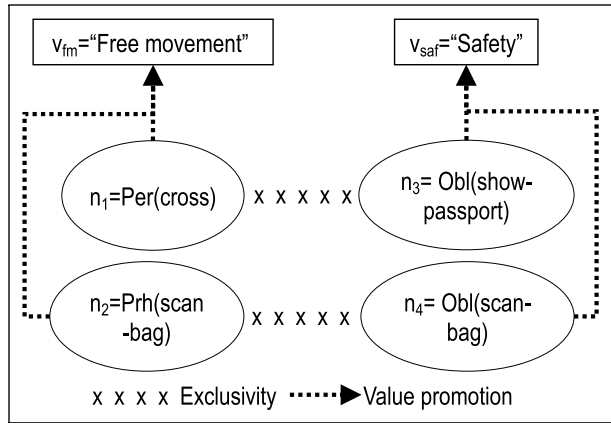 v_fm=“Free movement”
v_saf=“Safety”
n_1=Per(cross)
x x x x x
n_3= Obl(show-
passport)
n_2=Prh(scan
-bag)
x x x x x
n_4= Obl(scan-
bag)
x x x x Exclusivity
Value promotion